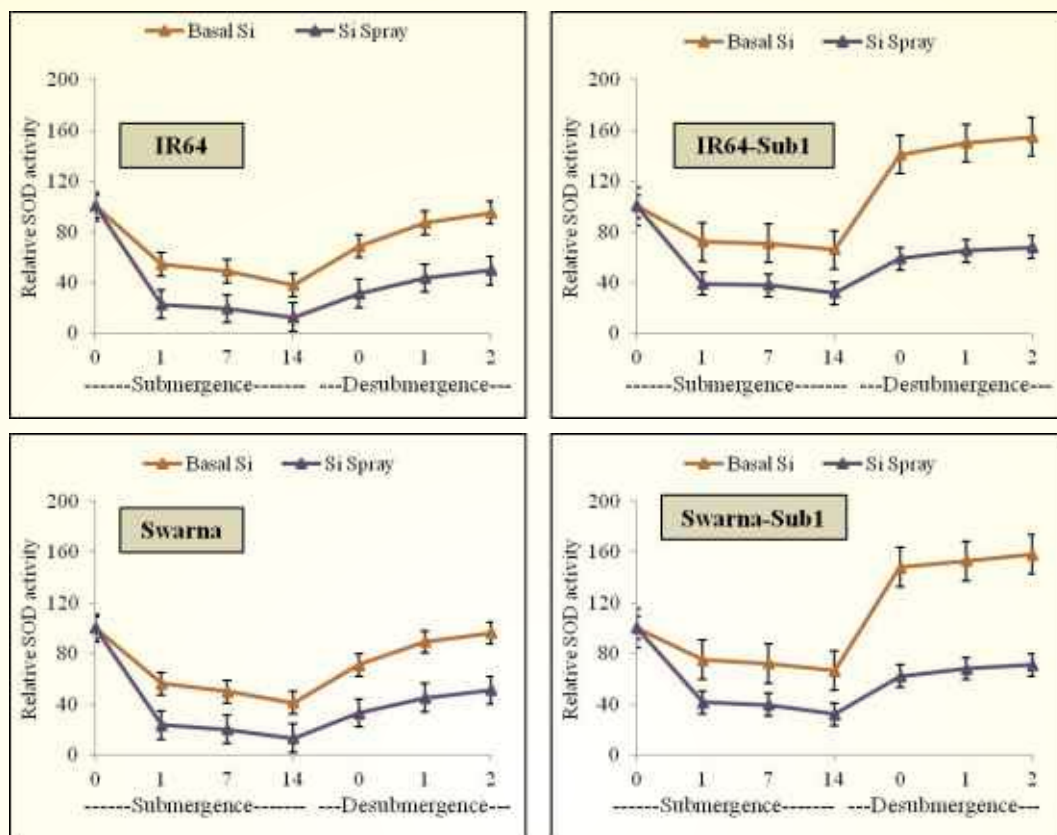 Basal Si
Si Spray
Relative SOD activity
200
160
120
80
40
0
IR64
0 1 7 14 0 1 2
------Submergence------- ---Desubmergence---
Basal Si
Si Spray
Relative SOD activity
200
160
120
80
40
0
IR64-Sub1
0 1 7 14 0 1 2
------Submergence------- ---Desubmergence---
Basal Si
Si Spray
Relative SOD activity
200
160
120
80
40
0
Swarna
0 1 7 14 0 1 2
------Submergence------- ---Desubmergence---
Basal Si
Si Spray
Relative SOD activity
200
160
120
80
40
0
Swarna-Sub1
0 1 7 14 0 1 2
------Submergence------- ---Desubmergence---